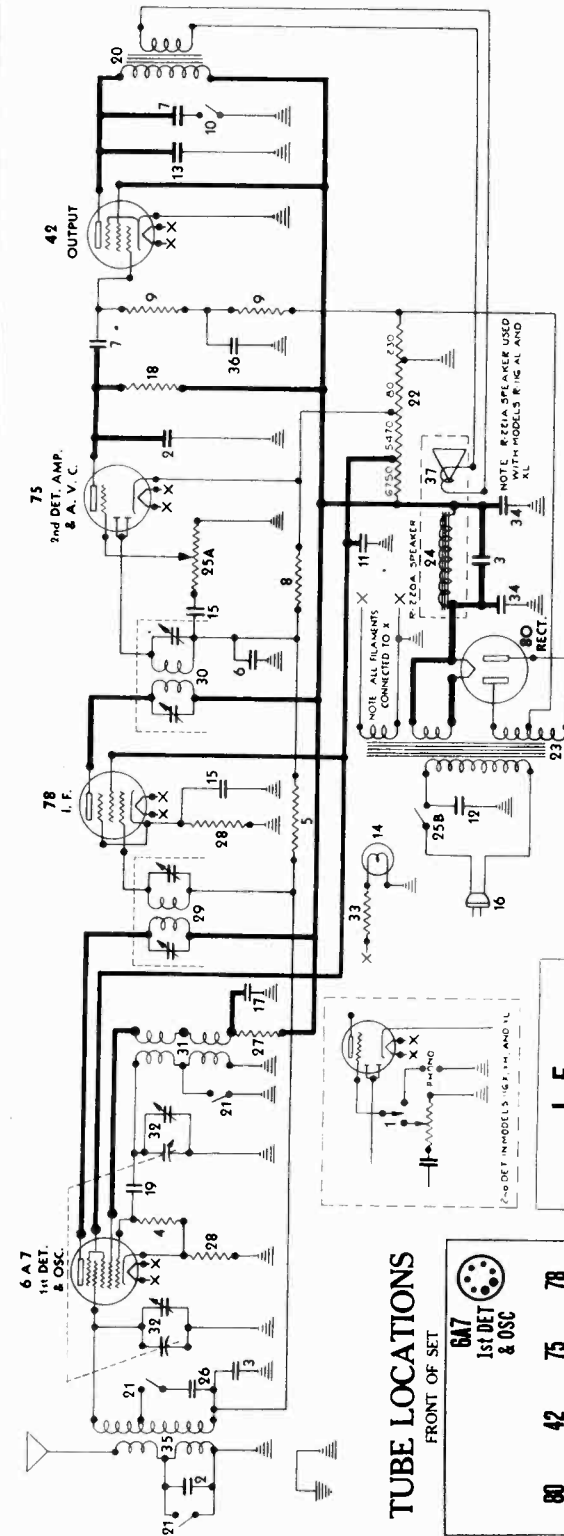 6A7
1st DET.
& OSC.
78
I.F.
75
2nd DET. AMP.
& A.V.C.
42
OUTPUT
35
21
2
21
26
3
32
4
28
19
32
21
31
27
17
29
28
15
5
30
6
15
25A
8
2
18
7
9
36
9
13
7
10
20
X
X
X
X
X
X
X
X
6750
5470
80
230
22
11
R-220A SPEAKER
24
37
3
34
34
NOTE R-221A SPEAKER USED
WITH MODELS R 116 AL AND
XL
NOTE ALL FILAMENTS
CONNECTED TO X
X
X
80
RECT.
23
25B
12
16
33
14
X
1
PHONO
X
X
2ND DET IN MODELS 116X, XH, AND XL
TUBE LOCATIONS
FRONT OF SET
6A7
1st DET
& OSC
80 42 75 78